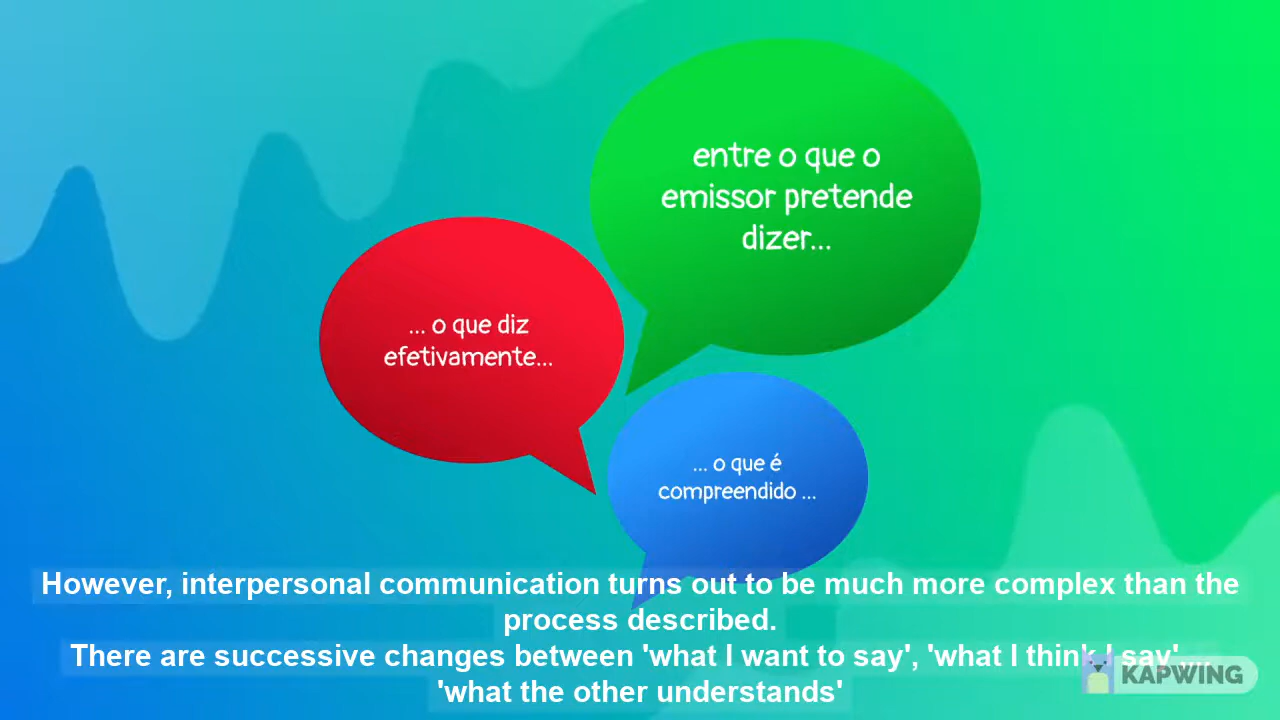 entre o que o
emissor pretende
dizer...
... o que diz
efetivamente...
... o que é
compreendido ...
However, interpersonal communication turns out to be much more complex than the
process described.
There are successive changes between 'what I want to say', 'what I think I say',...
'what the other understands'
KAPWING